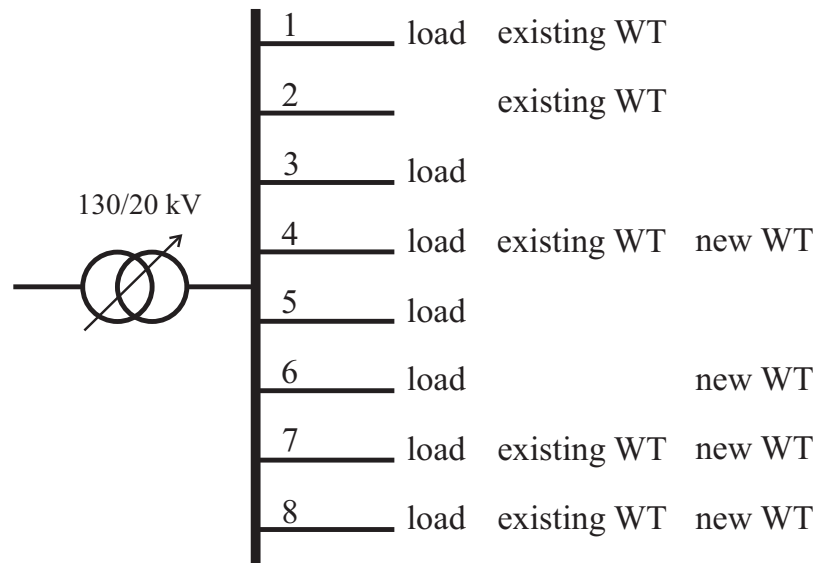 1 load existing WT
2 existing WT
3 load
130/20 kV
4 load existing WT new WT
5 load
6 load new WT
7 load existing WT new WT
8 load existing WT new WT